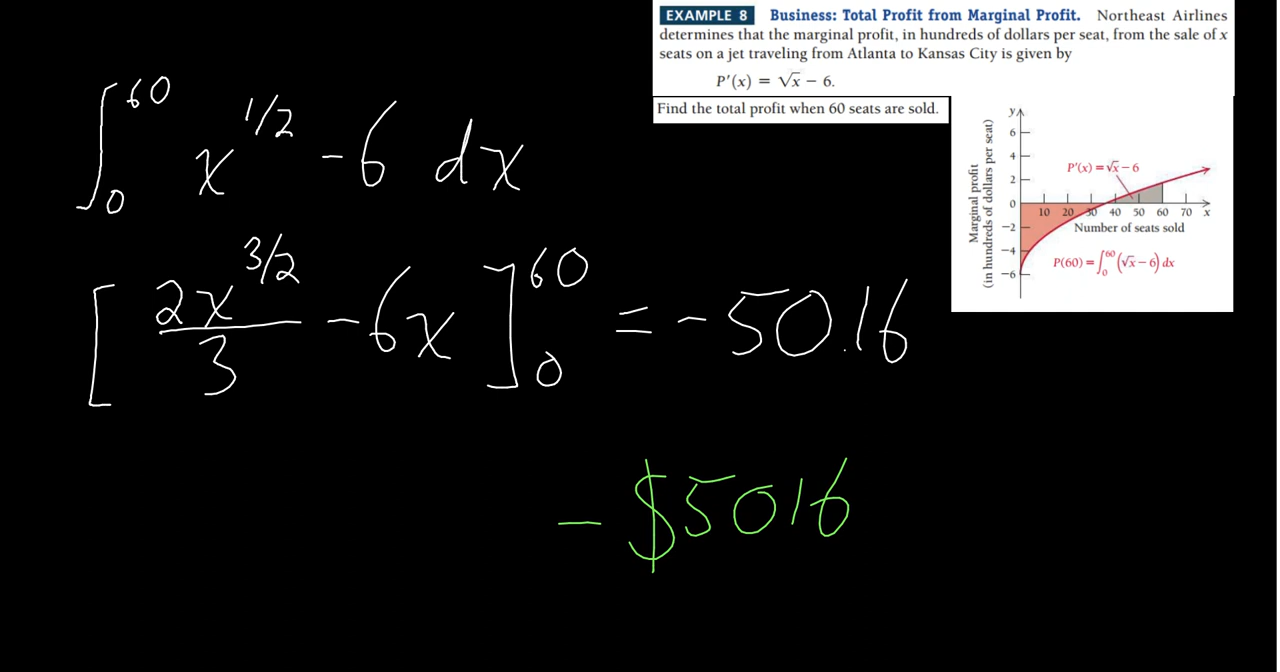 EXAMPLE 8 Business: Total Profit from Marginal Profit. Northeast Airlines
determines that the marginal profit, in hundreds of dollars per seat, from the sale of x
seats on a jet traveling from Atlanta to Kansas City is given by
P′(x) = √x − 6.
Find the total profit when 60 seats are sold.
∫₀⁶⁰ x^{1/2} − 6 dx
[2x^{3/2}/3 − 6x]₀⁶⁰ = −50.16
−$5016
y
6
4
2
0
−2
−4
−6
10 20 30 40 50 60 70 x
P′(x) = √x − 6
Number of seats sold
Marginal profit
(in hundreds of dollars per seat)
P(60) = ∫₀⁶⁰ (√x − 6) dx